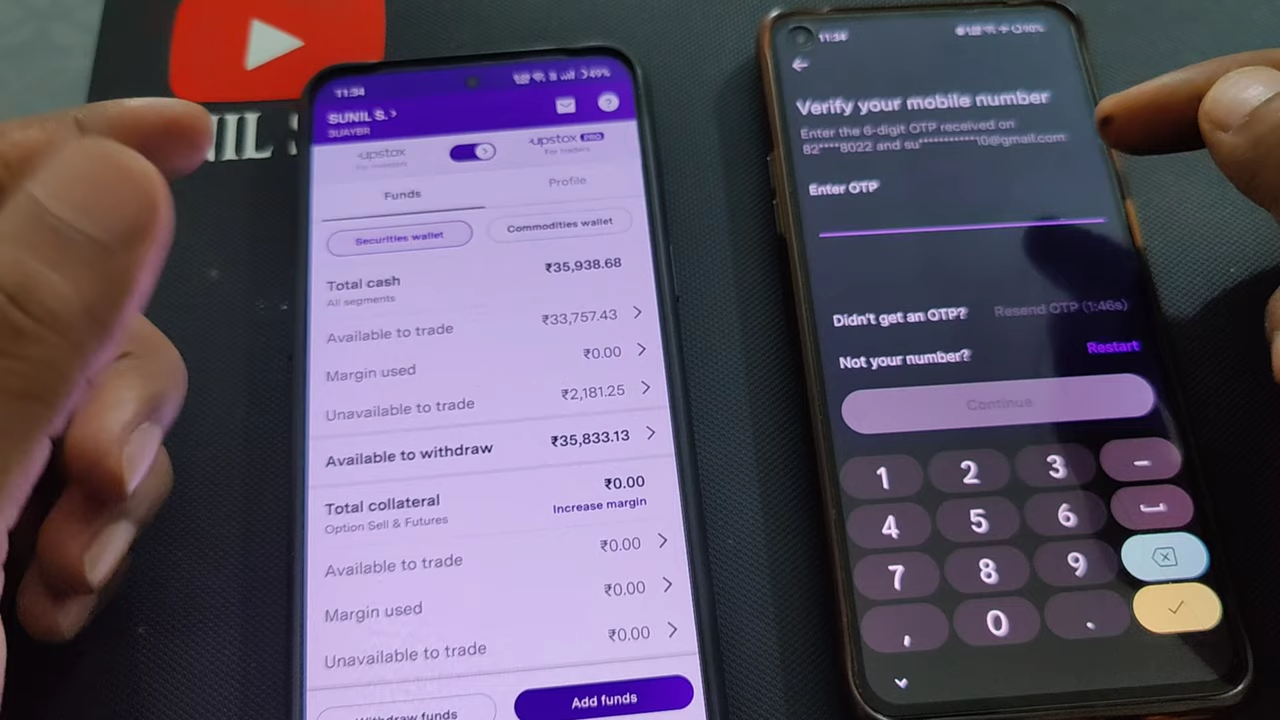 NIL S
11:34
49%
SUNIL S. >
3UAYBR
upstox
For investors
upstox PRO
For traders
Funds
Profile
Securities wallet
Commodities wallet
Total cash
₹35,938.68
All segments
Available to trade
₹33,757.43
Margin used
₹0.00
Unavailable to trade
₹2,181.25
Available to withdraw
₹35,833.13
Total collateral
₹0.00
Option Sell & Futures
Increase margin
Available to trade
₹0.00
Margin used
₹0.00
Unavailable to trade
₹0.00
Withdraw funds
Add funds
11:34
90%
Verify your mobile number
Enter the 6-digit OTP received on
82****8022 and su************10@gmail.com
Enter OTP
Didn't get an OTP?
Resend OTP (1:46s)
Not your number?
Restart
Continue
1 2 3 -
4 5 6
7 8 9
, 0 .